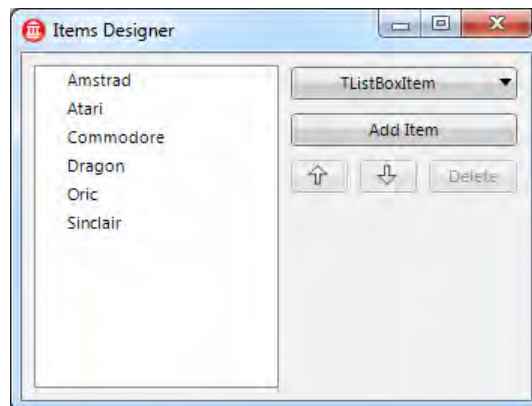 Items Designer
Amstrad
Atari
Commodore
Dragon
Oric
Sinclair
TListBoxItem
Add Item
Delete